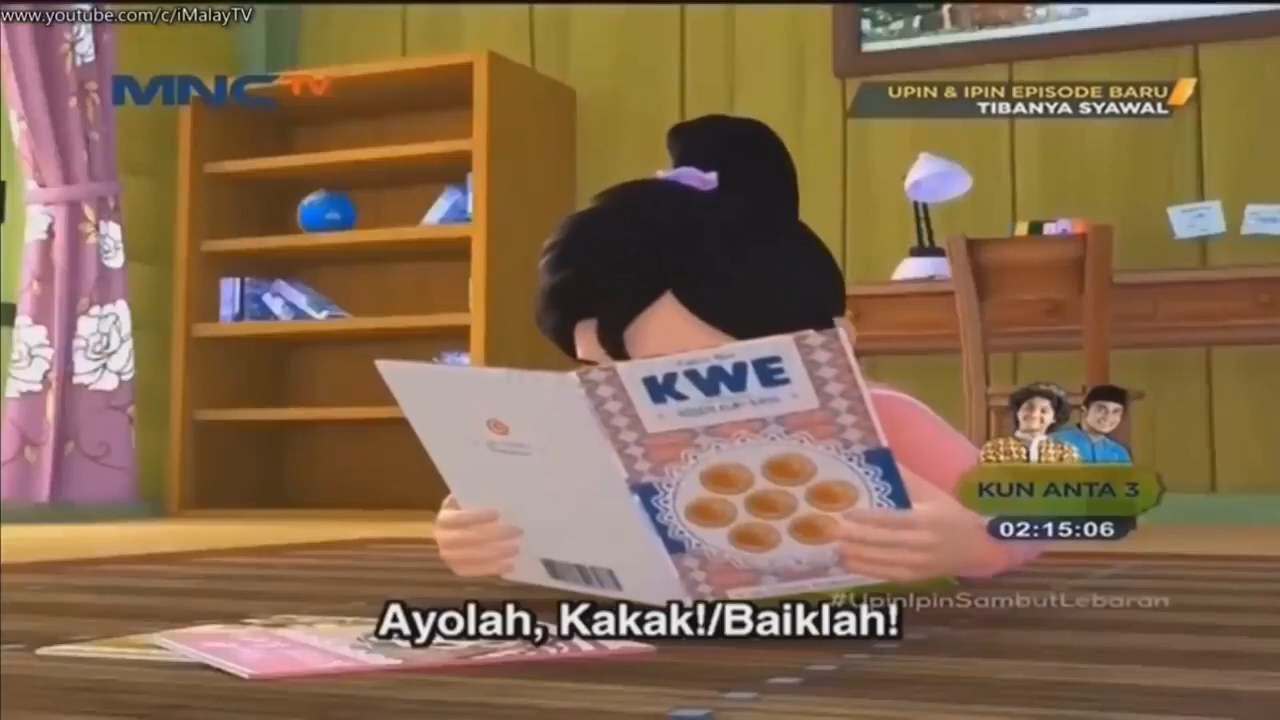 www.youtube.com/c/iMalayTV
MNCTV
UPIN & IPIN EPISODE BARU
TIBANYA SYAWAL
KWE
KUN ANTA 3
02:15:06
#UpinIpinSambutLebaran
Ayolah, Kakak!/Baiklah!